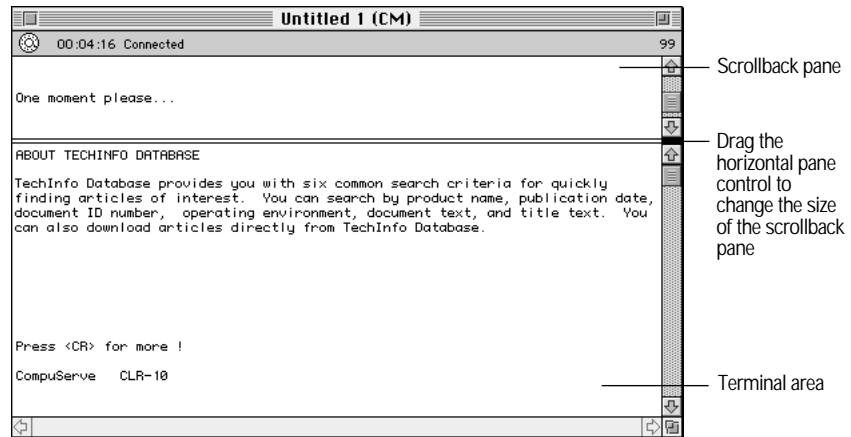 Untitled 1 (CM)
00:04:16 Connected 99
One moment please...
ABOUT TECHINFO DATABASE
TechInfo Database provides you with six common search criteria for quickly
finding articles of interest.  You can search by product name, publication date,
document ID number,  operating environment, document text, and title text.  You
can also download articles directly from TechInfo Database.
Press <CR> for more !
CompuServe   CLR-10
Scrollback pane
Drag the
horizontal pane
control to
change the size
of the scrollback
pane
Terminal area